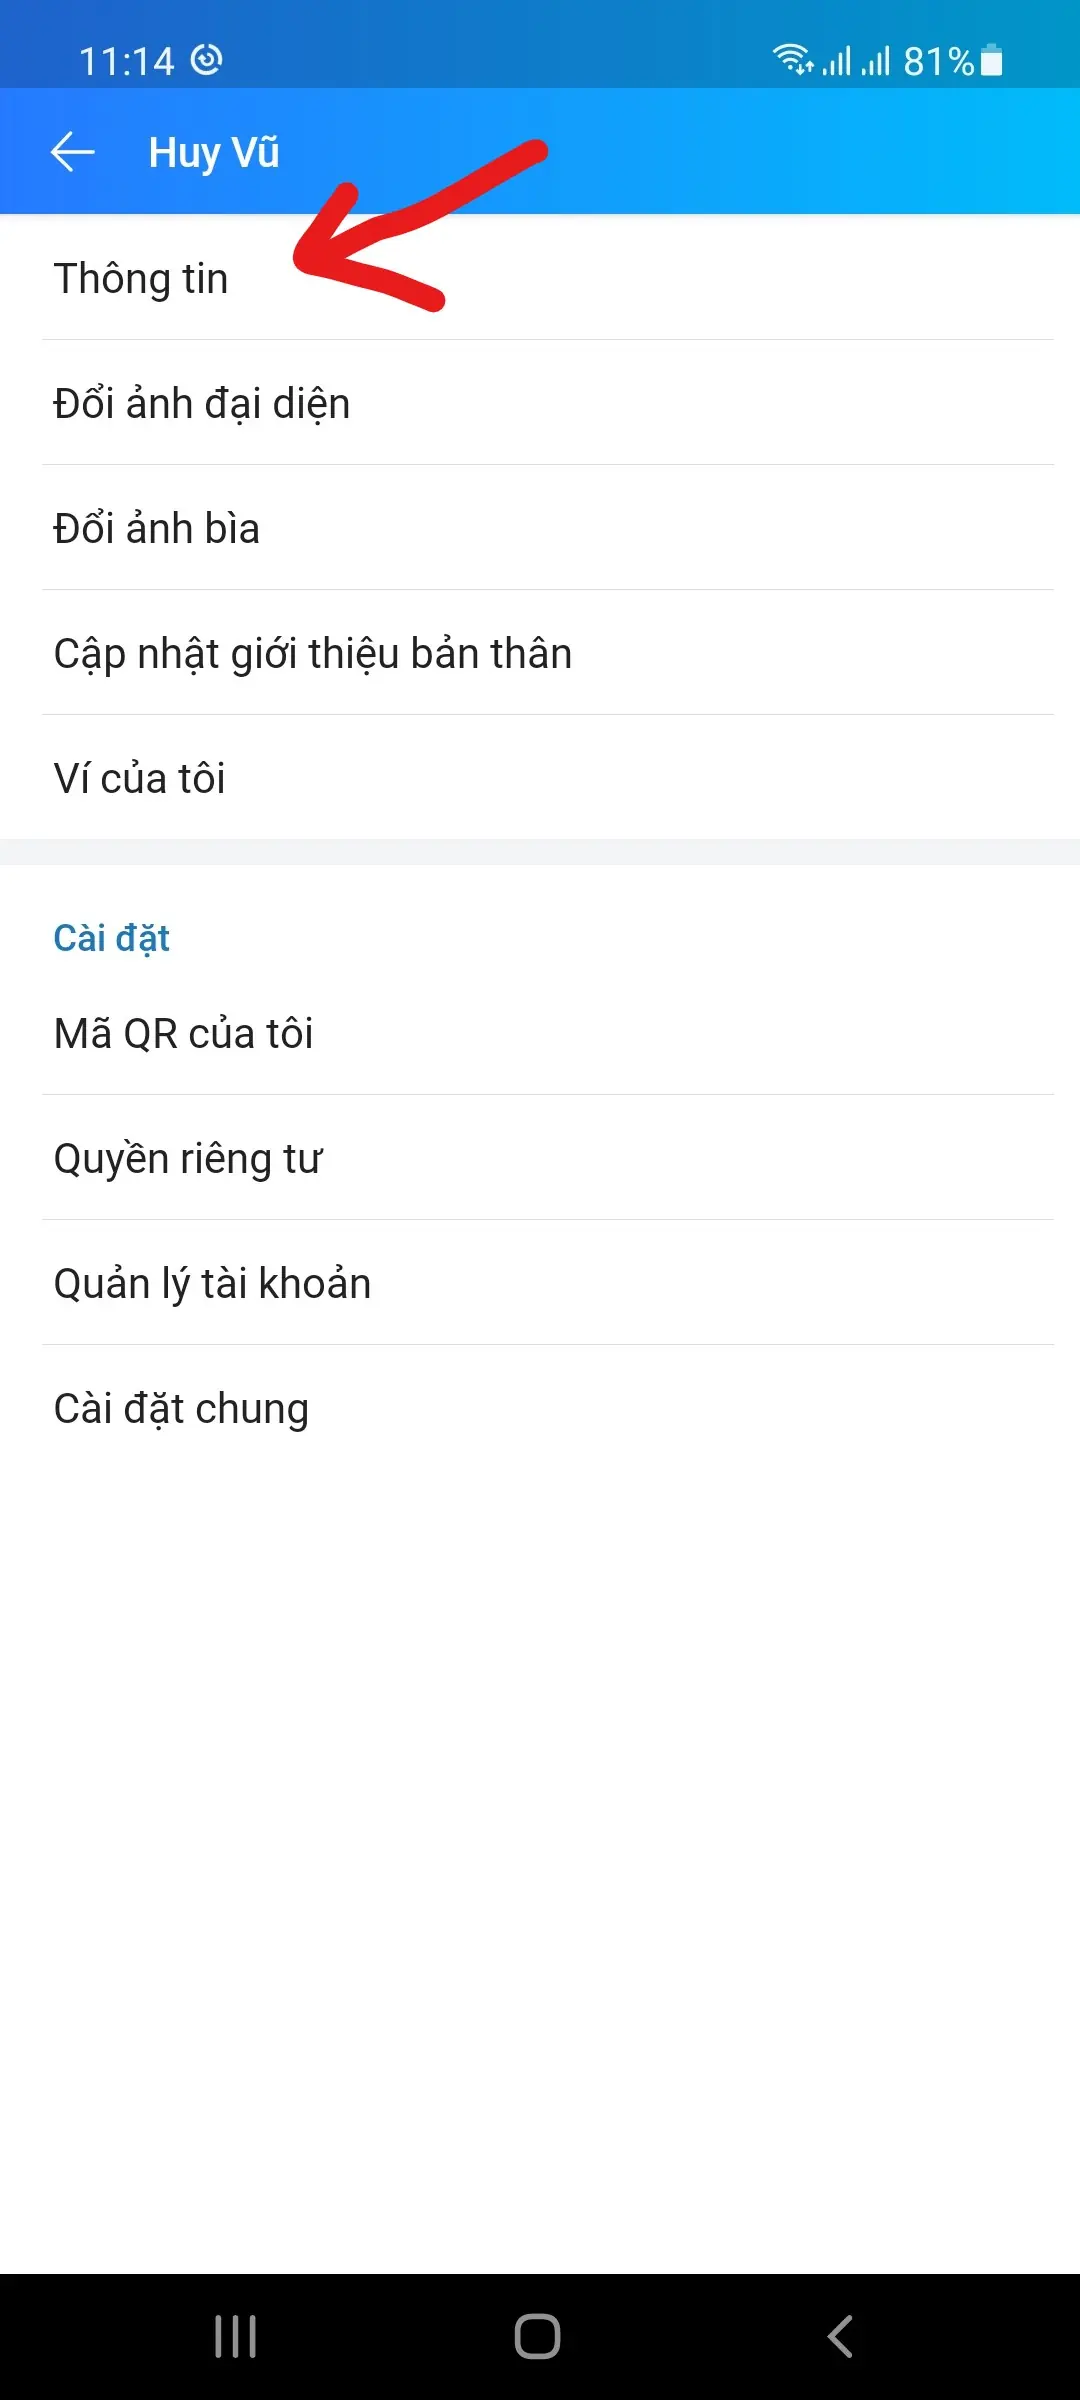 11:14 81%
Huy Vũ
Thông tin
Đổi ảnh đại diện
Đổi ảnh bìa
Cập nhật giới thiệu bản thân
Ví của tôi
Cài đặt
Mã QR của tôi
Quyền riêng tư
Quản lý tài khoản
Cài đặt chung